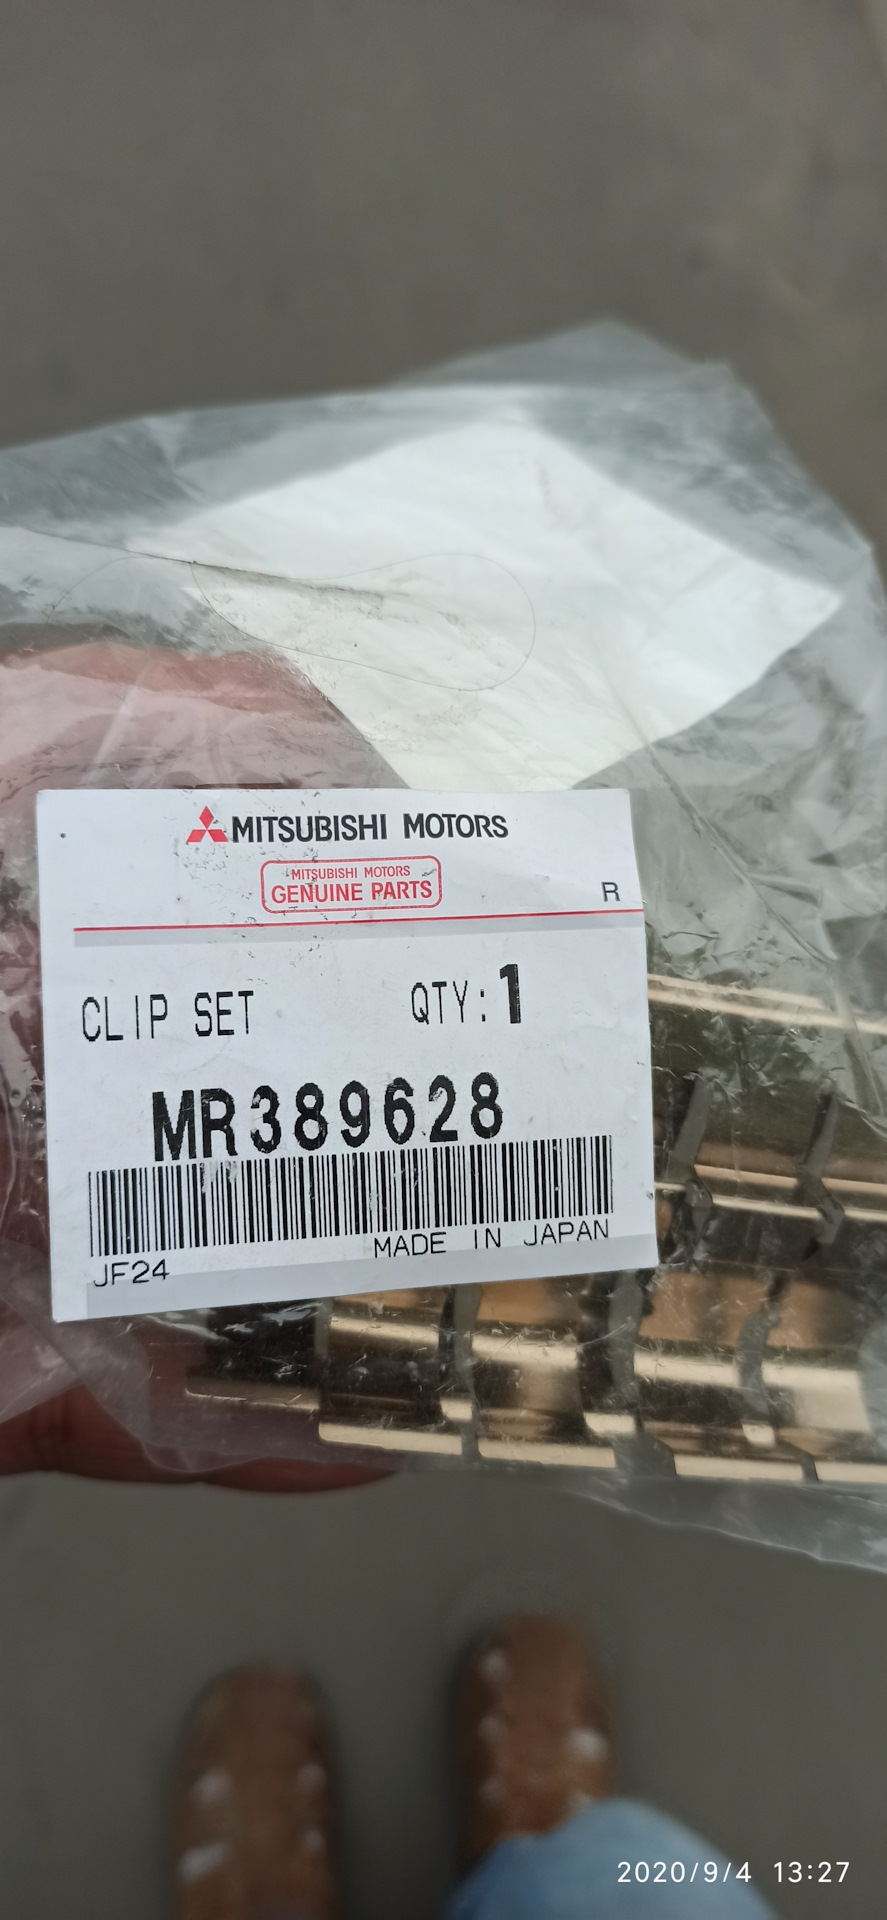 MITSUBISHI MOTORS
MITSUBISHI MOTORS
GENUINE PARTS
R
CLIP SET QTY:1
MR389628
MADE IN JAPAN
JF24
2020/9/4 13:27